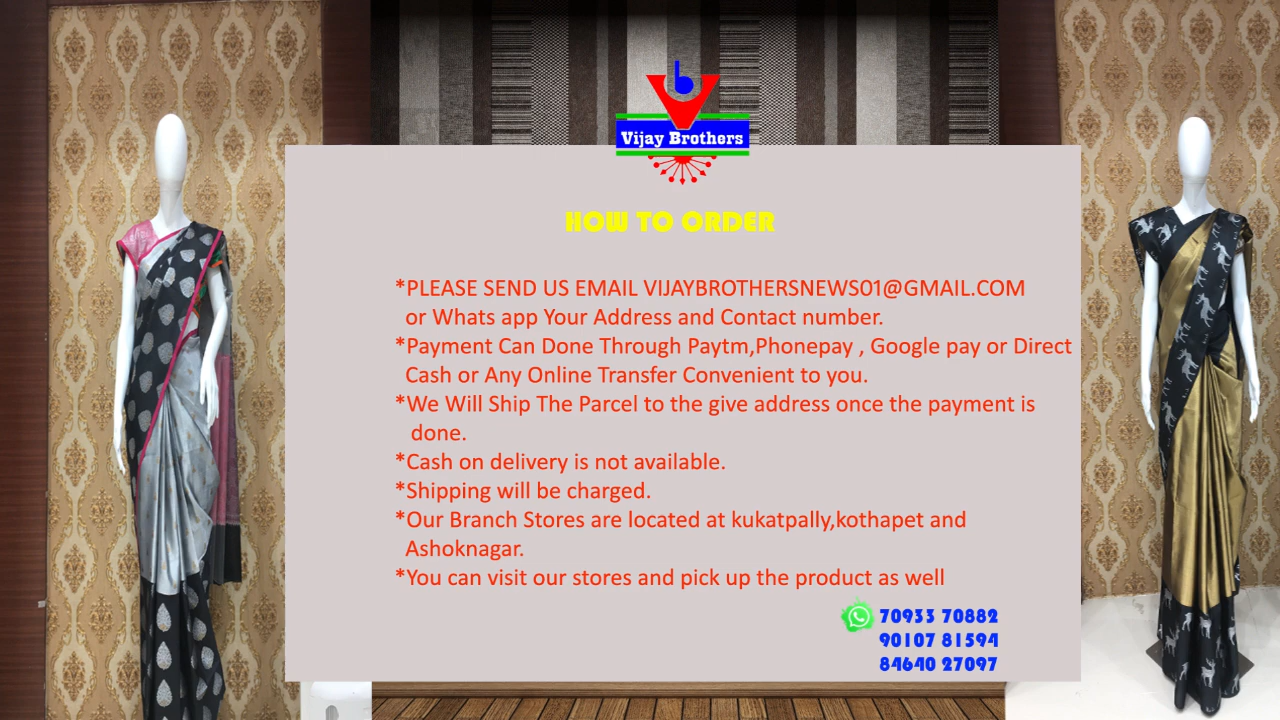 b
Vijay Brothers
HOW TO ORDER
*PLEASE SEND US EMAIL VIJAYBROTHERSNEWS01@GMAIL.COM
or Whats app Your Address and Contact number.
*Payment Can Done Through Paytm,Phonepay , Google pay or Direct
Cash or Any Online Transfer Convenient to you.
*We Will Ship The Parcel to the give address once the payment is
done.
*Cash on delivery is not available.
*Shipping will be charged.
*Our Branch Stores are located at kukatpally,kothapet and
Ashoknagar.
*You can visit our stores and pick up the product as well
70933 70882
90107 81594
84640 27097